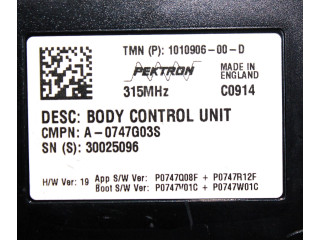 TMN (P): 1010906-00-D
PEKTRON
MADE IN
ENGLAND
315MHz
C0914
DESC: BODY CONTROL UNIT
CMPN: A-0747G03S
SN (S): 30025096
H/W Ver: 19
App S/W Ver: P0747Q08F + P0747R12F
Boot S/W Ver: P0747V01C + P0747W01C